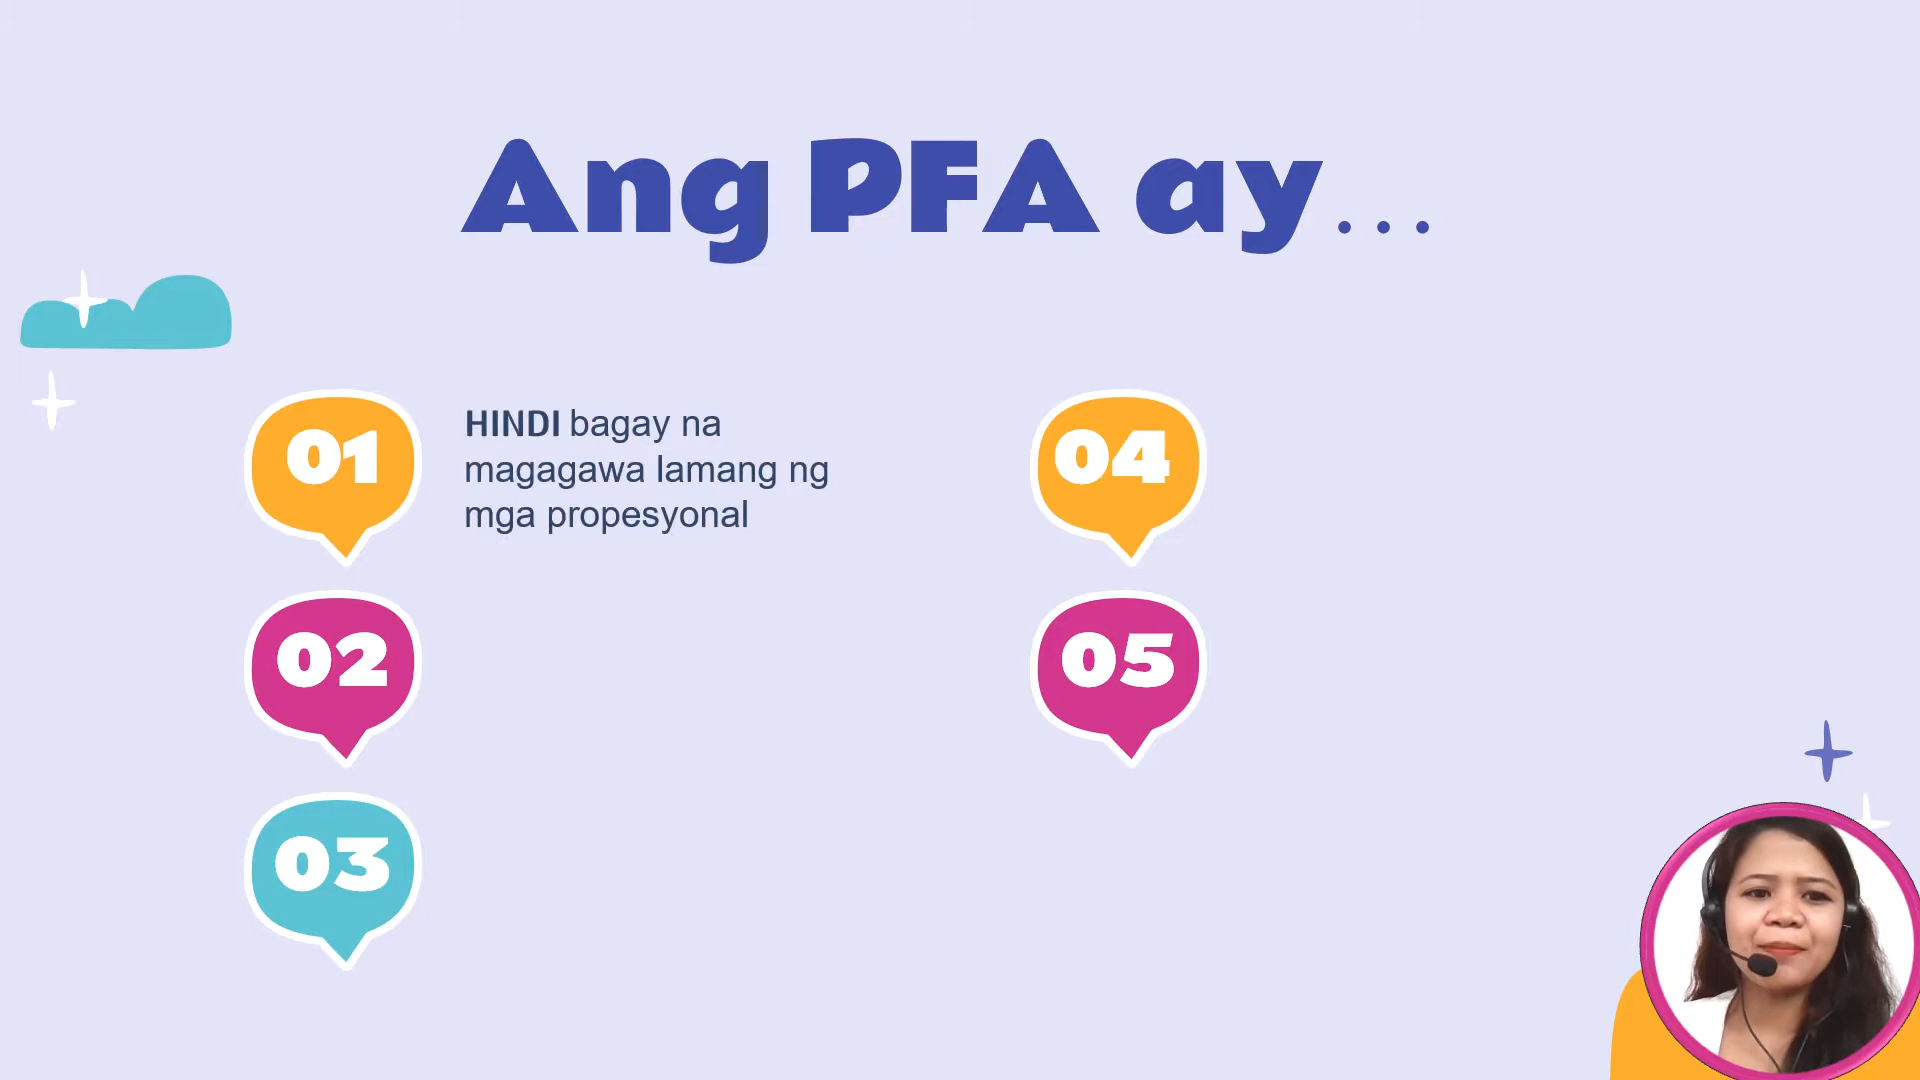 Ang PFA ay...
01
HINDI bagay na
magagawa lamang ng
mga propesyonal
02
03
04
05